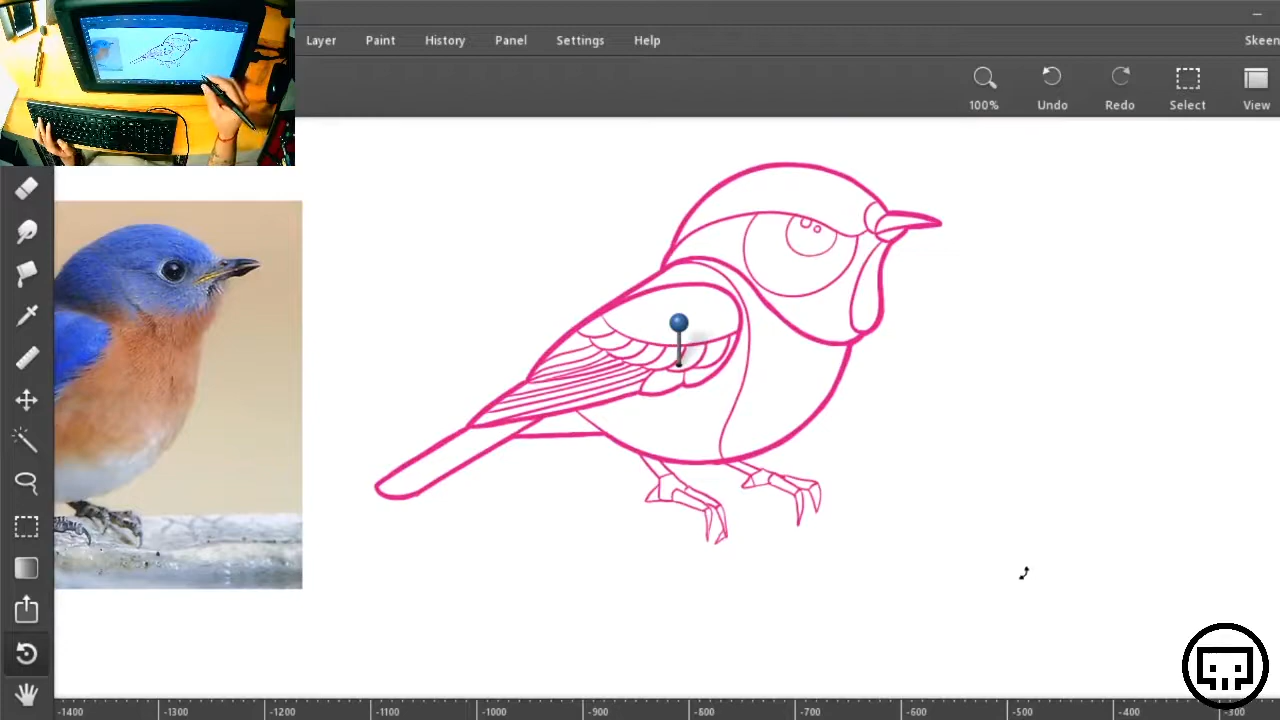 Layer Paint History Panel Settings Help Skeen
100% Undo Redo Select View
-1400 -1300 -1200 -1100 -1000 -900 -800 -700 -600 -500 -400 -300